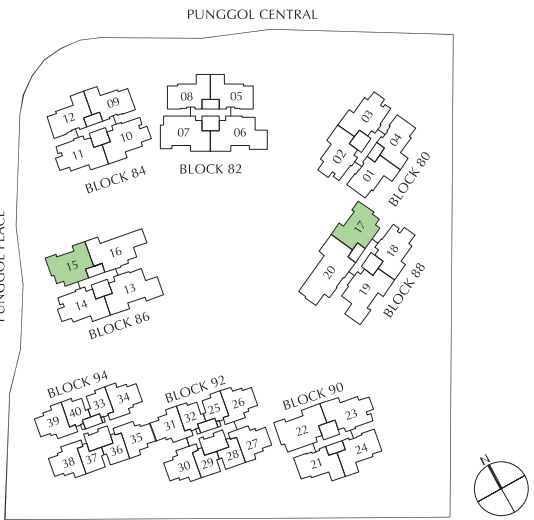 PUNGGOL CENTRAL
PUNGGOL PLACE
12 09
11 10
BLOCK 84
08 05
07 06
BLOCK 82
03
04
02
01
BLOCK 80
15 16
14 13
BLOCK 86
17
18
20
19
BLOCK 88
BLOCK 94
39 40 33 34
38 37 36 35
BLOCK 92
31 32 25 26
30 29 28 27
BLOCK 90
22 23
21 24
N